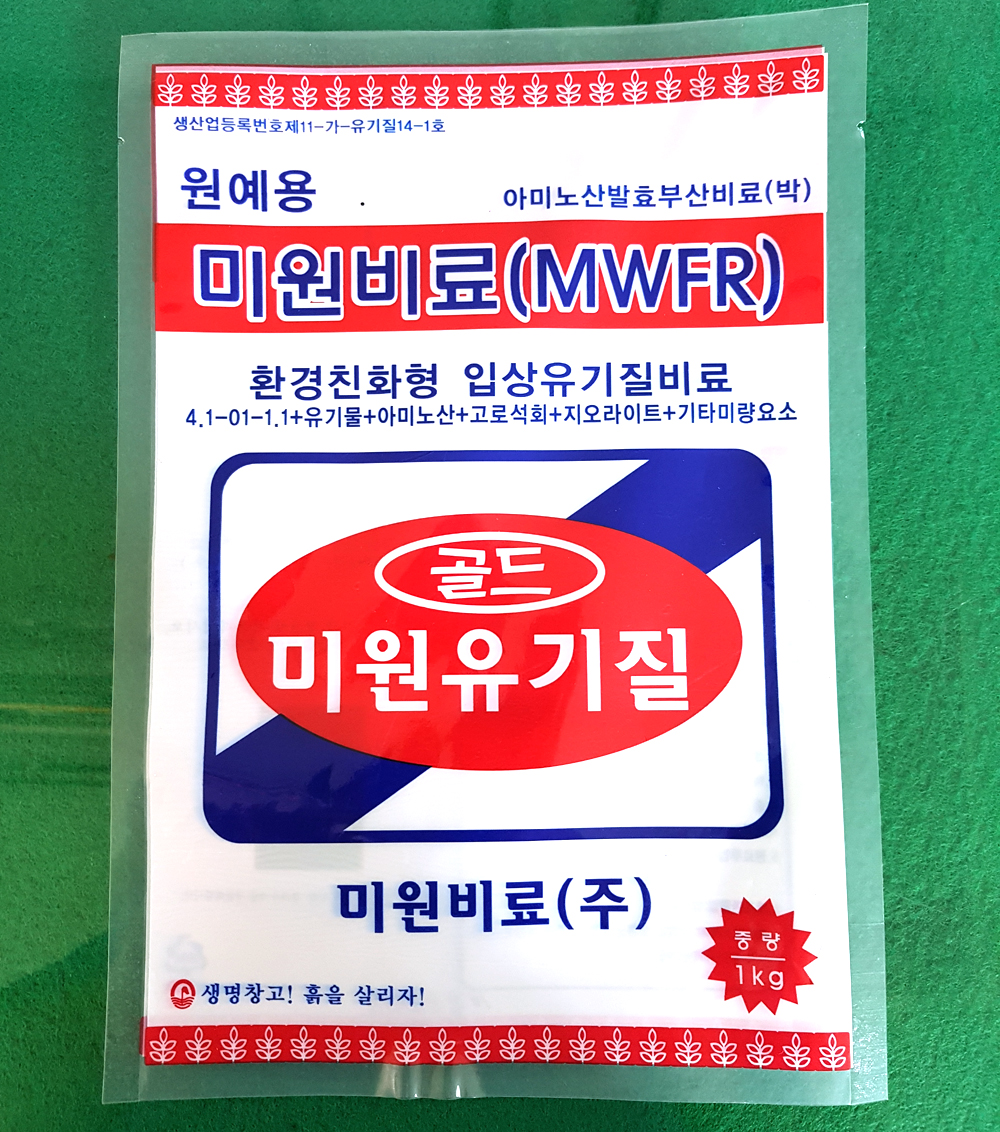 생산업등록번호제11-가-유기질14-1호
원예용
아미노산발효부산비료(박)
미원비료(MWFR)
환경친화형 입상유기질비료
4.1-01-1.1+유기물+아미노산+고로석회+지오라이트+기타미량요소
골드
미원유기질
미원비료(주)
중량
1kg
생명창고! 흙을 살리자!